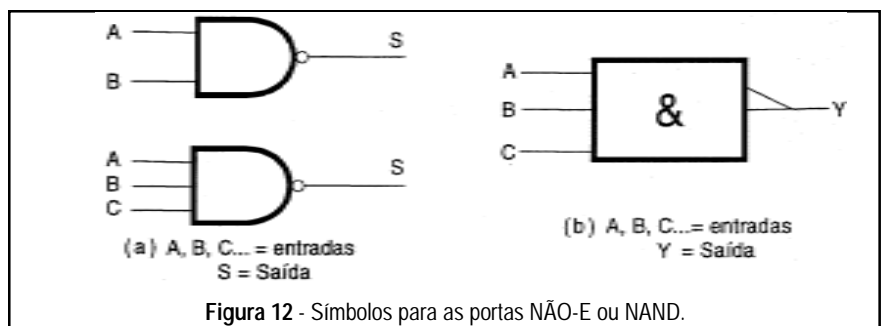 A
B
S
A
B
C
S
(a) A, B, C... = entradas
S = Saída
A
B
C
&
Y
(b) A, B, C...= entradas
Y = Saída
Figura 12 - Símbolos para as portas NÃO-E ou NAND.